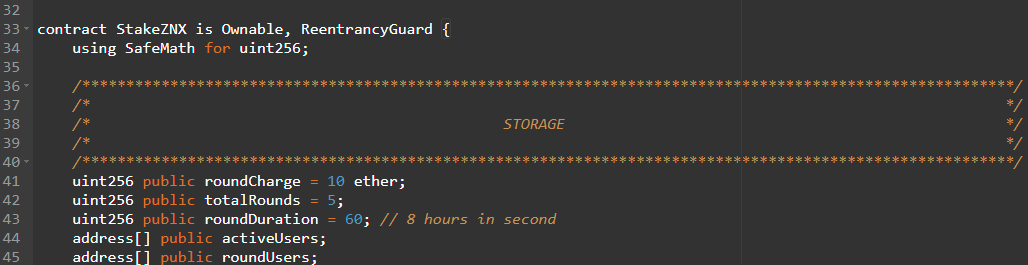 32
33 contract StakeZNX is Ownable, ReentrancyGuard {
34 using SafeMath for uint256;
35
36 /**********************************************************************************************************/
37 /* */
38 /* STORAGE */
39 /* */
40 /**********************************************************************************************************/
41 uint256 public roundCharge = 10 ether;
42 uint256 public totalRounds = 5;
43 uint256 public roundDuration = 60; // 8 hours in second
44 address[] public activeUsers;
45 address[] public roundUsers;